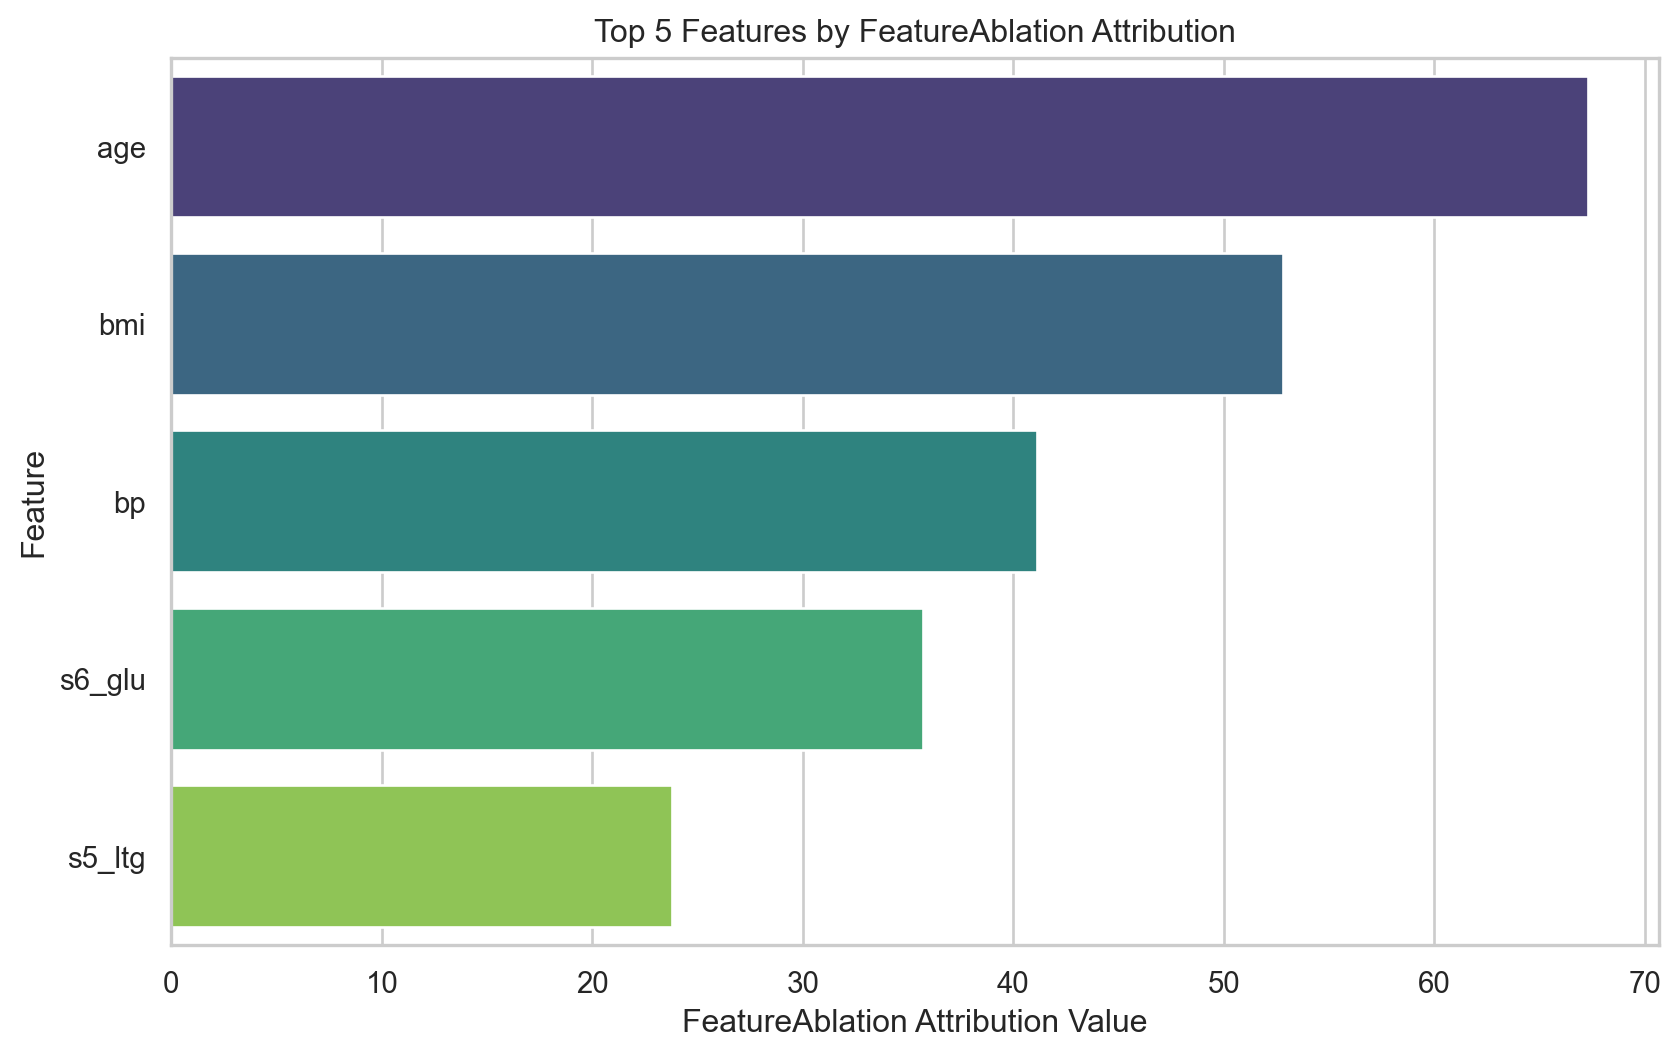 Top 5 Features by FeatureAblation Attribution
Feature
age
bmi
bp
s6_glu
s5_ltg
0 10 20 30 40 50 60 70
FeatureAblation Attribution Value